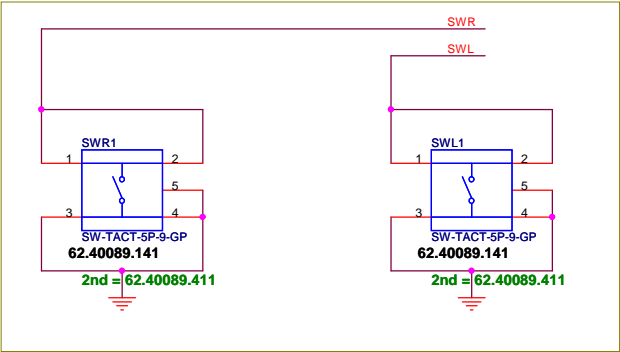 SWR
SWL
SWR1
1
2
5
3
4
SW-TACT-5P-9-GP
62.40089.141
2nd = 62.40089.411
SWL1
1
2
5
3
4
SW-TACT-5P-9-GP
62.40089.141
2nd = 62.40089.411